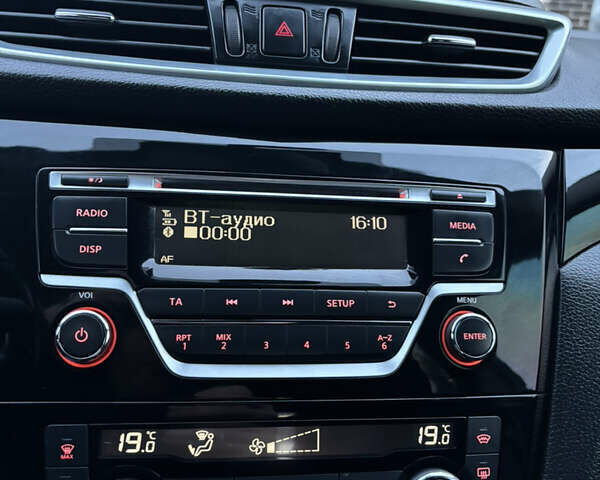 RADIO
DISP
ВТ-аудио 16:10
00:00
AF
MEDIA
VOL
MENU
TA
SETUP
RPT
1
MIX
2
3
4
5
A-Z
6
ENTER
19.0°C
19.0°C
MAX